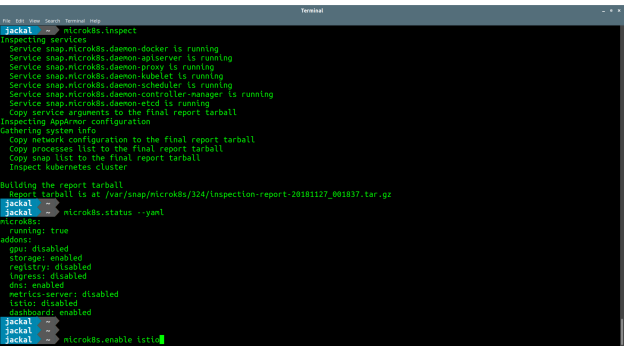 Terminal
File Edit View Search Terminal Help
jackal ~ microk8s.inspect
Inspecting services
Service snap.microk8s.daemon-docker is running
Service snap.microk8s.daemon-apiserver is running
Service snap.microk8s.daemon-proxy is running
Service snap.microk8s.daemon-kubelet is running
Service snap.microk8s.daemon-scheduler is running
Service snap.microk8s.daemon-controller-manager is running
Service snap.microk8s.daemon-etcd is running
Copy service arguments to the final report tarball
Inspecting AppArmor configuration
Gathering system info
Copy network configuration to the final report tarball
Copy processes list to the final report tarball
Copy snap list to the final report tarball
Inspect kubernetes cluster
Building the report tarball
Report tarball is at /var/snap/microk8s/324/inspection-report-20181127_001837.tar.gz
jackal ~
jackal ~ microk8s.status --yaml
microk8s:
running: true
addons:
gpu: disabled
storage: enabled
registry: disabled
ingress: disabled
dns: enabled
metrics-server: disabled
istio: disabled
dashboard: enabled
jackal ~
jackal ~
jackal ~ microk8s.enable istio